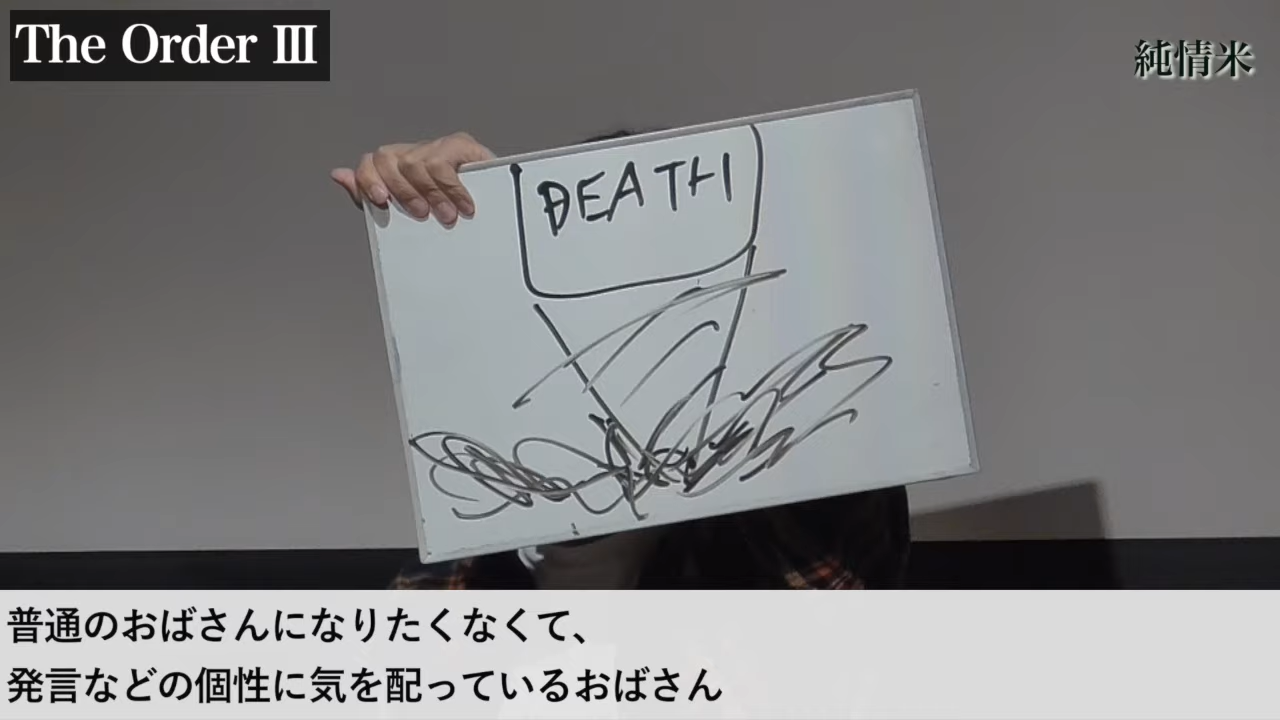 The Order Ⅲ
純情米
DEATH
普通のおばさんになりたくなくて、
発言などの個性に気を配っているおばさん